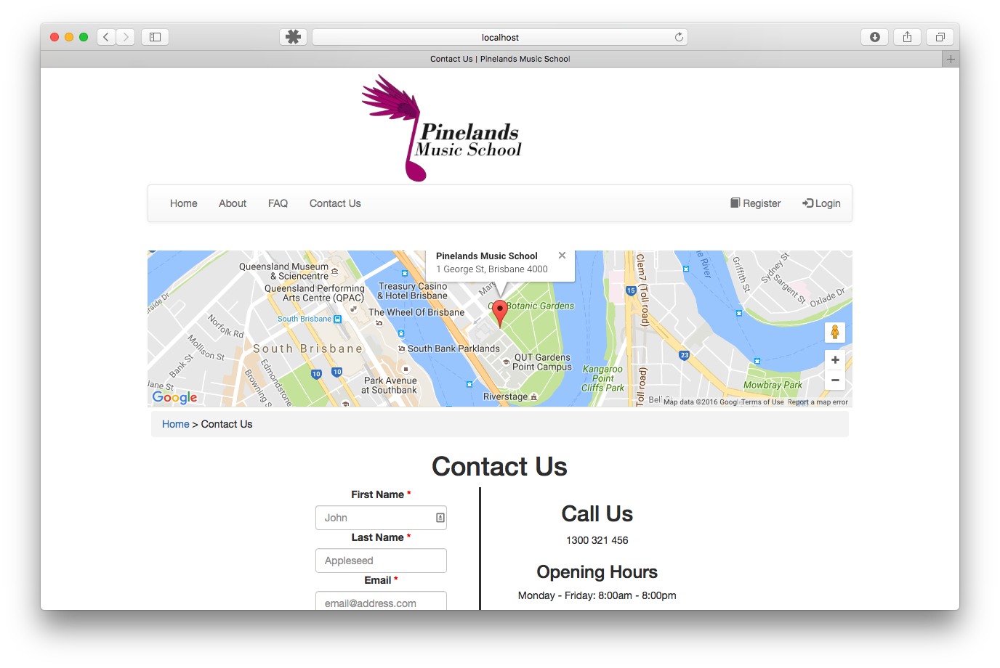 localhost
Contact Us | Pinelands Music School
Pinelands
Music School
Home
About
FAQ
Contact Us
Register
Login
Pinelands Music School
1 George St, Brisbane 4000
Queensland Museum
& Sciencentre
Queensland Performing
Arts Centre (QPAC)
Treasury Casino
& Hotel Brisbane
The Wheel Of Brisbane
South Brisbane
Norfolk Rd
Mollison St
Bank St
South Brisbane
South Bank Parklands
Botanic Gardens
QUT Gardens
Point Campus
Park Avenue
at Southbank
Riverstage
Edmondstone
Browning
10
10
Kangaroo
Point
Cliffs Park
Clem7 (Toll road)
Toll road)
15
23
River
Griffith St
Sydney St
Sargent St
Oxlade Dr
Mowbray Park
Google
Map data ©2016 Googl
Terms of Use
Report a map error
Home > Contact Us
Contact Us
First Name *
John
Last Name *
Appleseed
Email *
email@address.com
Call Us
1300 321 456
Opening Hours
Monday - Friday: 8:00am - 8:00pm